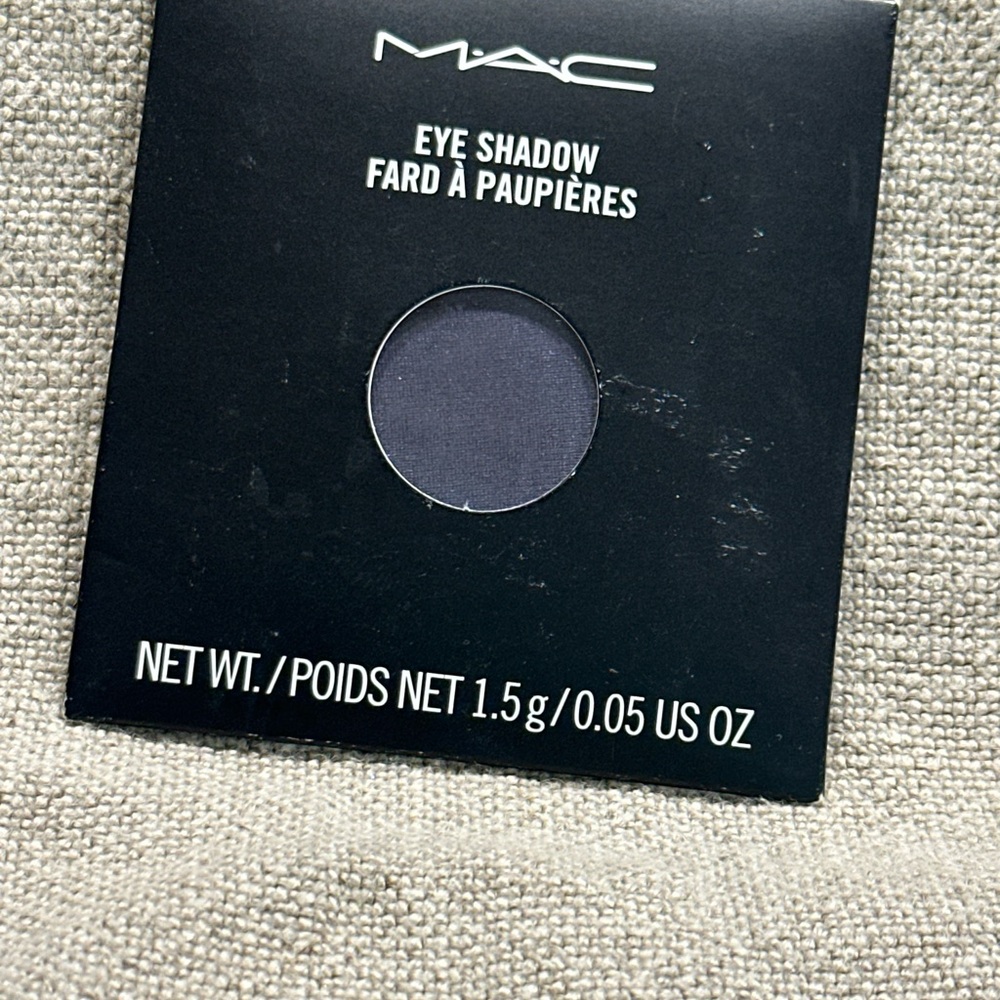 M·A·C
EYE SHADOW
FARD À PAUPIÈRES
NET WT./POIDS NET 1.5 g/0.05 US OZ